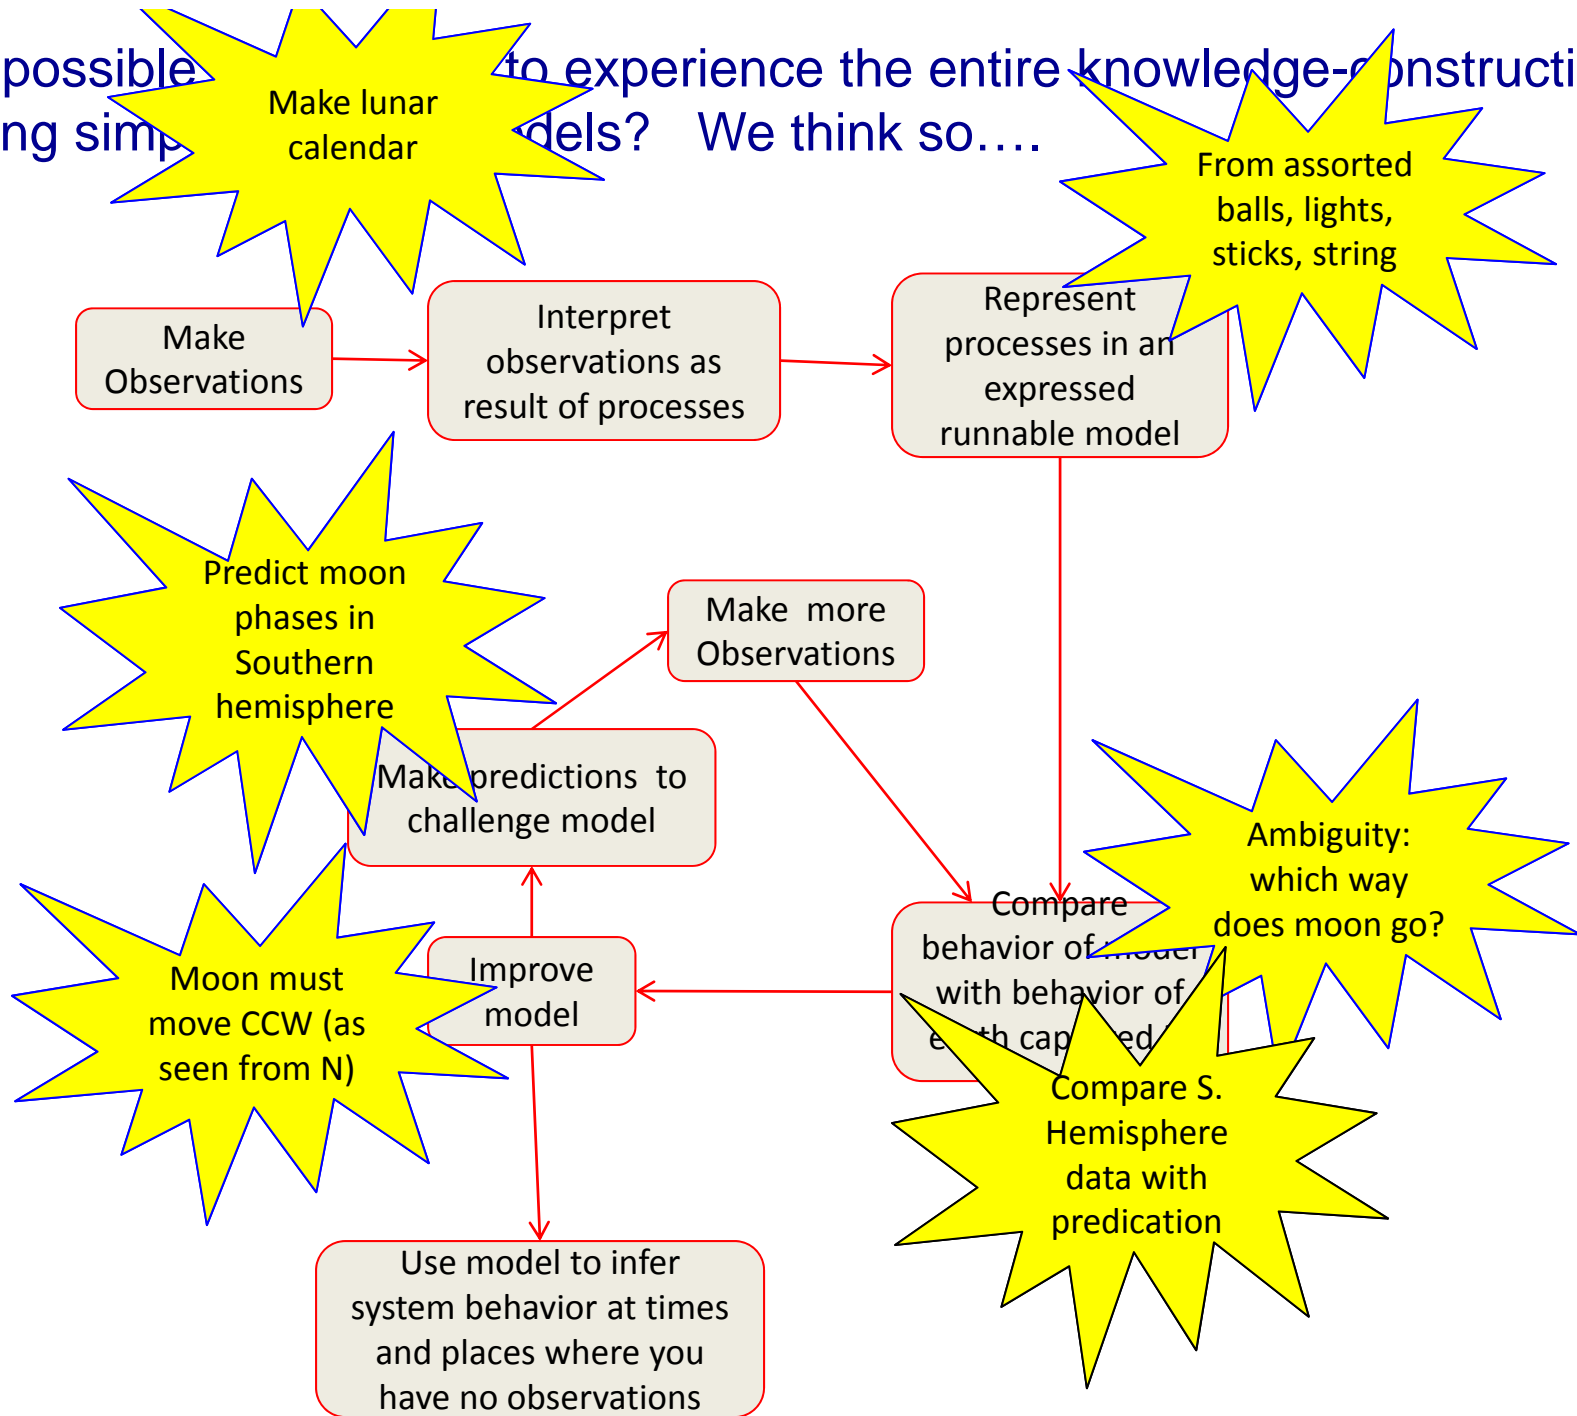 possible to experience the entire knowledge-constructi
ng simp dels? We think so….
Make lunar
calendar
From assorted
balls, lights,
sticks, string
Make
Observations
Interpret
observations as
result of processes
Represent
processes in an
expressed
runnable model
Predict moon
phases in
Southern
hemisphere
Make more
Observations
Make predictions to
challenge model
Ambiguity:
which way
does moon go?
Compare
behavior of model
with behavior of
Moon must
move CCW (as
seen from N)
Improve
model
Compare S.
Hemisphere
data with
predication
Use model to infer
system behavior at times
and places where you
have no observations